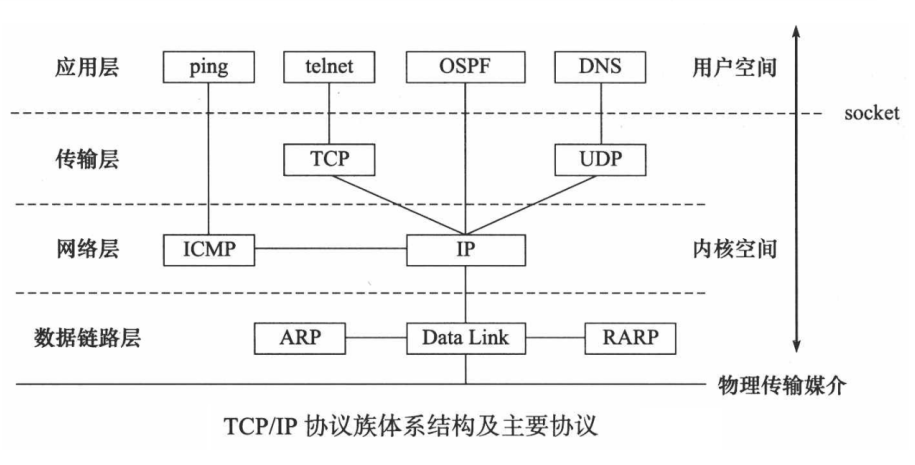 应用层 ping telnet OSPF DNS 用户空间
socket
传输层 TCP UDP
网络层 ICMP IP 内核空间
数据链路层 ARP Data Link RARP
物理传输媒介
TCP/IP 协议族体系结构及主要协议